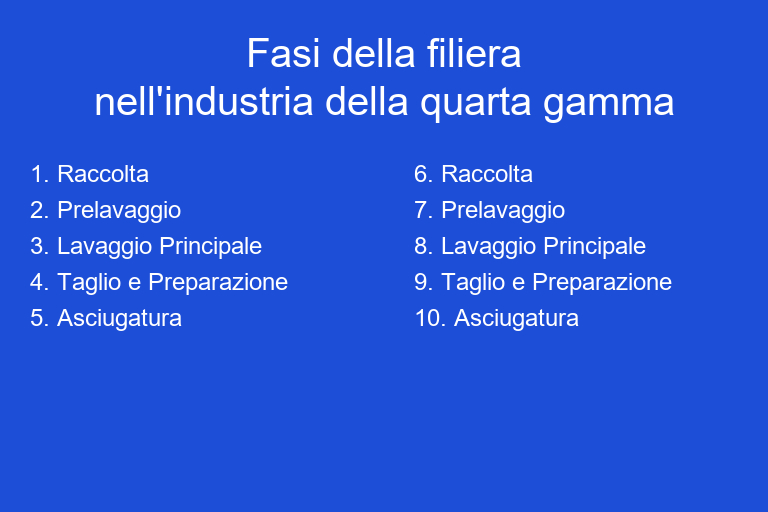 Fasi della filiera
nell'industria della quarta gamma
1. Raccolta
2. Prelavaggio
3. Lavaggio Principale
4. Taglio e Preparazione
5. Asciugatura
6. Raccolta
7. Prelavaggio
8. Lavaggio Principale
9. Taglio e Preparazione
10. Asciugatura